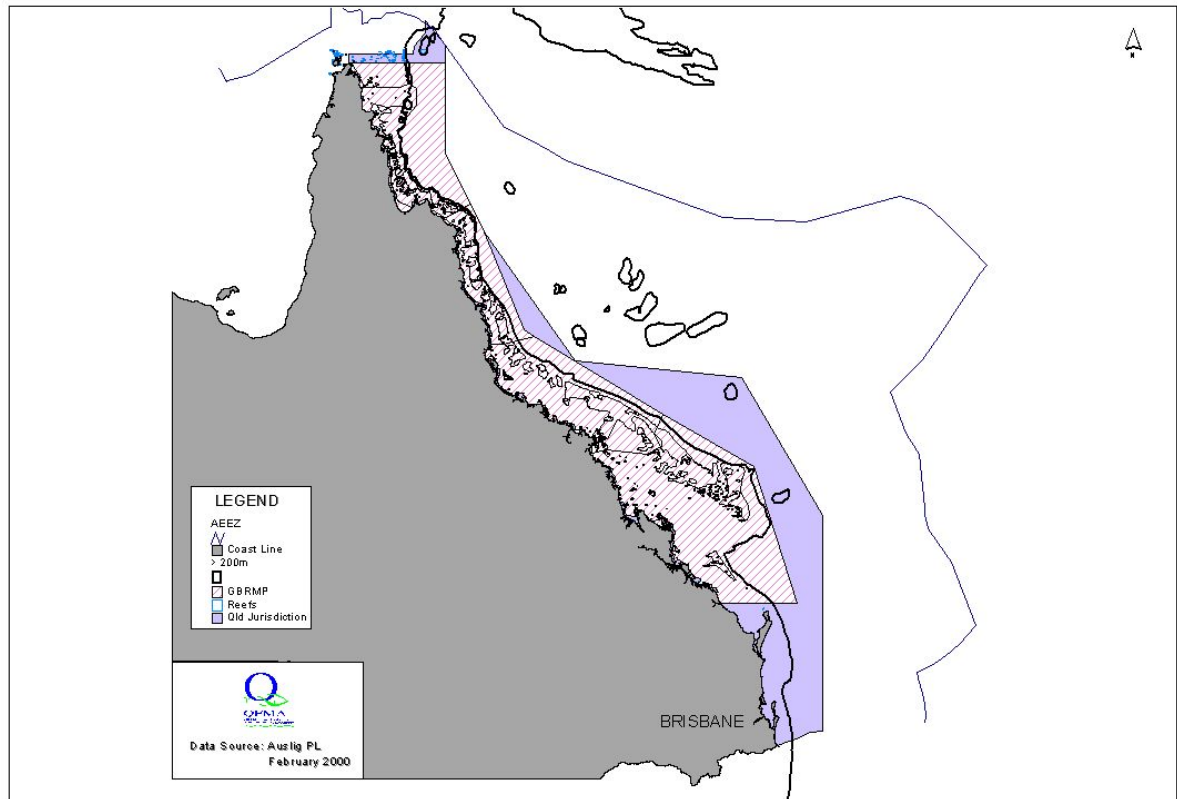 N
LEGEND
AEEZ
Coast Line
> 200m
GBRMP
Reefs
Qld Jurisdiction
QFMA
Data Source: Auslig PL
February 2000
BRISBANE